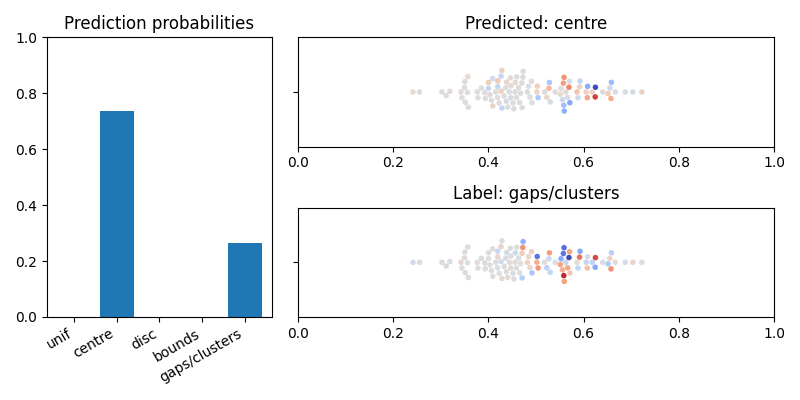 Prediction probabilities
1.0
0.8
0.6
0.4
0.2
0.0
unif
centre
disc
bounds
gaps/clusters
Predicted: centre
0.0 0.2 0.4 0.6 0.8 1.0
Label: gaps/clusters
0.0 0.2 0.4 0.6 0.8 1.0